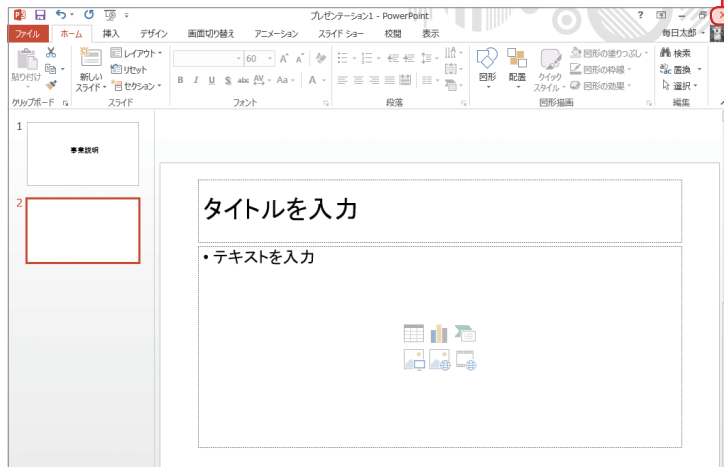 プレゼンテーション1 - PowerPoint
ファイル ホーム 挿入 デザイン 画面切り替え アニメーション スライド ショー 校閲 表示 毎日太郎
貼り付け
新しい
スライド
レイアウト
リセット
セクション
60
B I U S abc AV Aa A
図形
配置
クイック
スタイル
図形の塗りつぶし
図形の枠線
図形の効果
検索
置換
選択
クリップボード スライド フォント 段落 図形描画 編集
1
事業説明
2
タイトルを入力
• テキストを入力